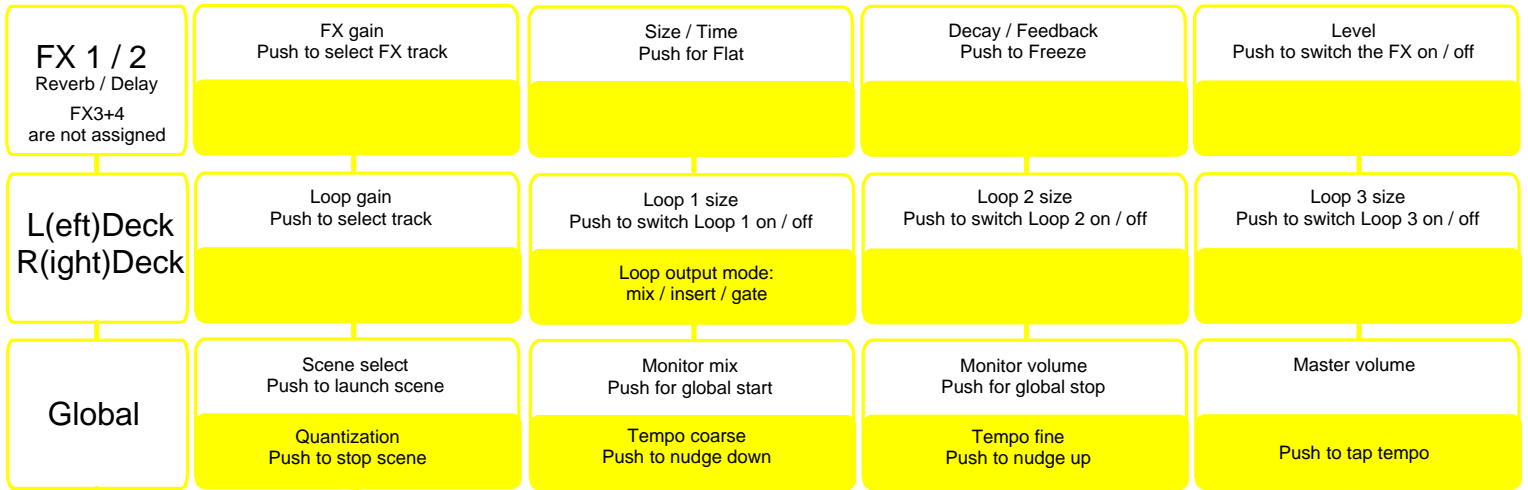 FX 1 / 2
Reverb / Delay
FX3+4
are not assigned
FX gain
Push to select FX track
Size / Time
Push for Flat
Decay / Feedback
Push to Freeze
Level
Push to switch the FX on / off
L(eft)Deck
R(ight)Deck
Loop gain
Push to select track
Loop 1 size
Push to switch Loop 1 on / off
Loop output mode:
mix / insert / gate
Loop 2 size
Push to switch Loop 2 on / off
Loop 3 size
Push to switch Loop 3 on / off
Global
Scene select
Push to launch scene
Quantization
Push to stop scene
Monitor mix
Push for global start
Tempo coarse
Push to nudge down
Monitor volume
Push for global stop
Tempo fine
Push to nudge up
Master volume
Push to tap tempo